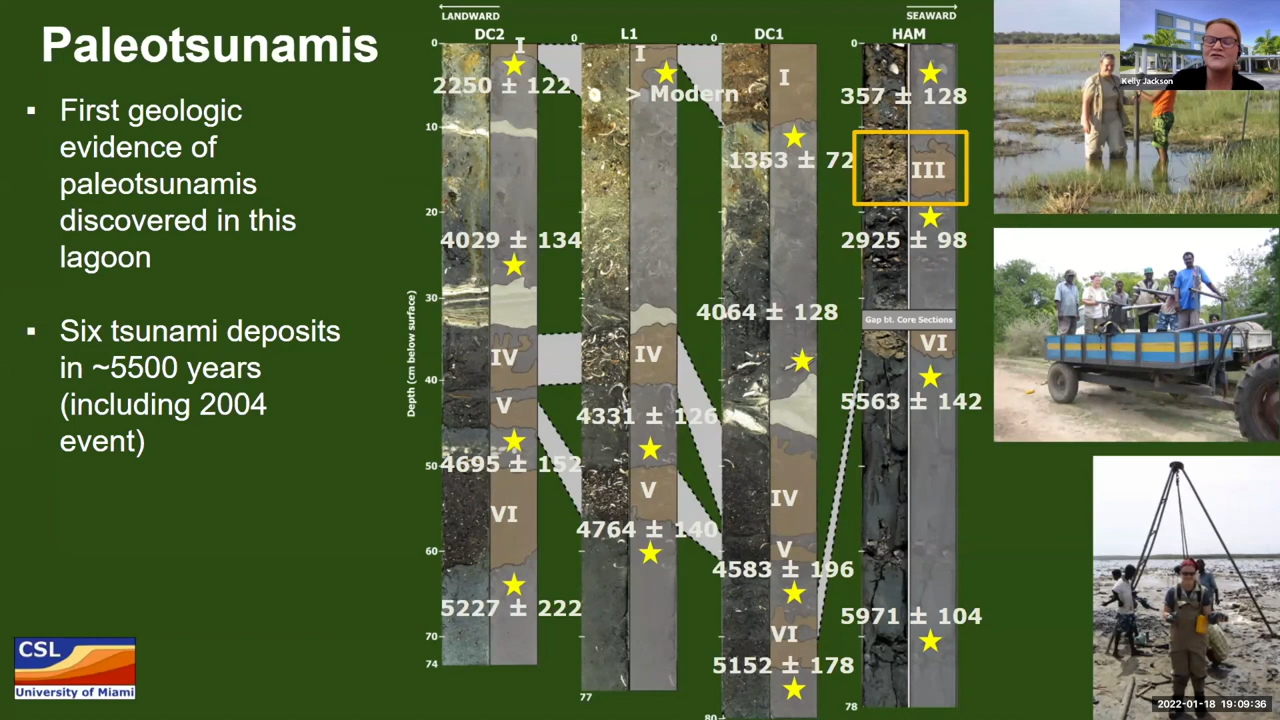 Paleotsunamis
▪ First geologic
evidence of
paleotsunamis
discovered in this
lagoon
▪ Six tsunami deposits
in ~5500 years
(including 2004
event)
CSL
University of Miami
LANDWARD
SEAWARD
DC2
L1
DC1
HAM
Depth (cm below surface)
0
10
20
30
40
50
60
70
74
I
2250 ± 122
4029 ± 134
IV
V
4695 ± 152
VI
5227 ± 222
0
I
> Modern
IV
4331 ± 126
V
4764 ± 140
77
0
I
1353 ± 72
4064 ± 128
IV
V
4583 ± 196
VI
5152 ± 178
80
0
357 ± 128
III
2925 ± 98
Gap bt. Core Sections
VI
5563 ± 142
5971 ± 104
78
Kelly Jackson
2022-01-18 19:09:36